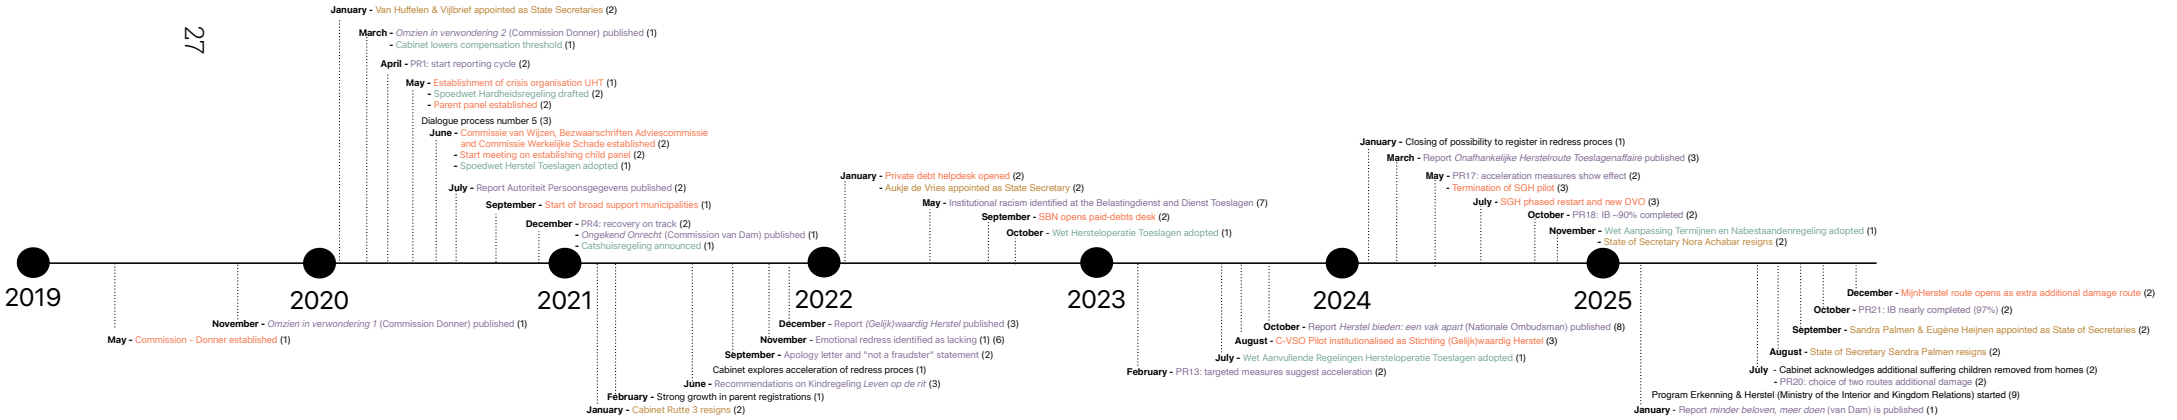 27
January - Van Huffelen & Vijlbrief appointed as State Secretaries (2)
March - Omzien in verwondering 2 (Commission Donner) published (1)
- Cabinet lowers compensation threshold (1)
April - PR1: start reporting cycle (2)
May - Establishment of crisis organisation UHT (1)
- Spoedwet Hardheidsregeling drafted (2)
- Parent panel established (2)
Dialogue process number 5 (3)
June - Commissie van Wijzen, Bezwaarschriften Adviescommissie
and Commissie Werkelijke Schade established (2)
- Start meeting on establishing child panel (2)
- Spoedwet Herstel Toeslagen adopted (1)
July - Report Autoriteit Persoonsgegevens published (2)
September - Start of broad support municipalities (1)
December - PR4: recovery on track (2)
- Ongekend Onrecht (Commission van Dam) published (1)
- Catshuisregeling announced (1)
January - Private debt helpdesk opened (2)
- Aukje de Vries appointed as State Secretary (2)
May - Institutional racism identified at the Belastingdienst and Dienst Toeslagen (7)
September - SBN opens paid-debts desk (2)
October - Wet Hersteloperatie Toeslagen adopted (1)
January - Closing of possibility to register in redress proces (1)
March - Report Onafhankelijke Herstelroute Toeslagenaffaire published (3)
May - PR17: acceleration measures show effect (2)
- Termination of SGH pilot (3)
July - SGH phased restart and new DVO (3)
October - PR18: IB ~90% completed (2)
November - Wet Aanpassing Termijnen en Nabestaandenregeling adopted (1)
- State of Secretary Nora Achabar resigns (2)
2019
2020
2021
2022
2023
2024
2025
November - Omzien in verwondering 1 (Commission Donner) published (1)
May - Commission - Donner established (1)
December - Report (Gelijk)waardig Herstel published (3)
November - Emotional redress identified as lacking (1) (6)
September - Apology letter and "not a fraudster" statement (2)
Cabinet explores acceleration of redress proces (1)
June - Recommendations on Kindregeling Leven op de rit (3)
February - Strong growth in parent registrations (1)
January - Cabinet Rutte 3 resigns (2)
October - Report Herstel bieden: een vak apart (Nationale Ombudsman) published (8)
August - C-VSO Pilot institutionalised as Stichting (Gelijk)waardig Herstel (3)
July - Wet Aanvullende Regelingen Hersteloperatie Toeslagen adopted (1)
February - PR13: targeted measures suggest acceleration (2)
December - MijnHerstel route opens as extra additional damage route (2)
October - PR21: IB nearly completed (97%) (2)
September - Sandra Palmen & Eugène Heijnen appointed as State of Secretaries (2)
August - State of Secretary Sandra Palmen resigns (2)
July - Cabinet acknowledges additional suffering children removed from homes (2)
- PR20: choice of two routes additional damage (2)
Program Erkenning & Herstel (Ministry of the Interior and Kingdom Relations) started (9)
January - Report minder beloven, meer doen (van Dam) is published (1)